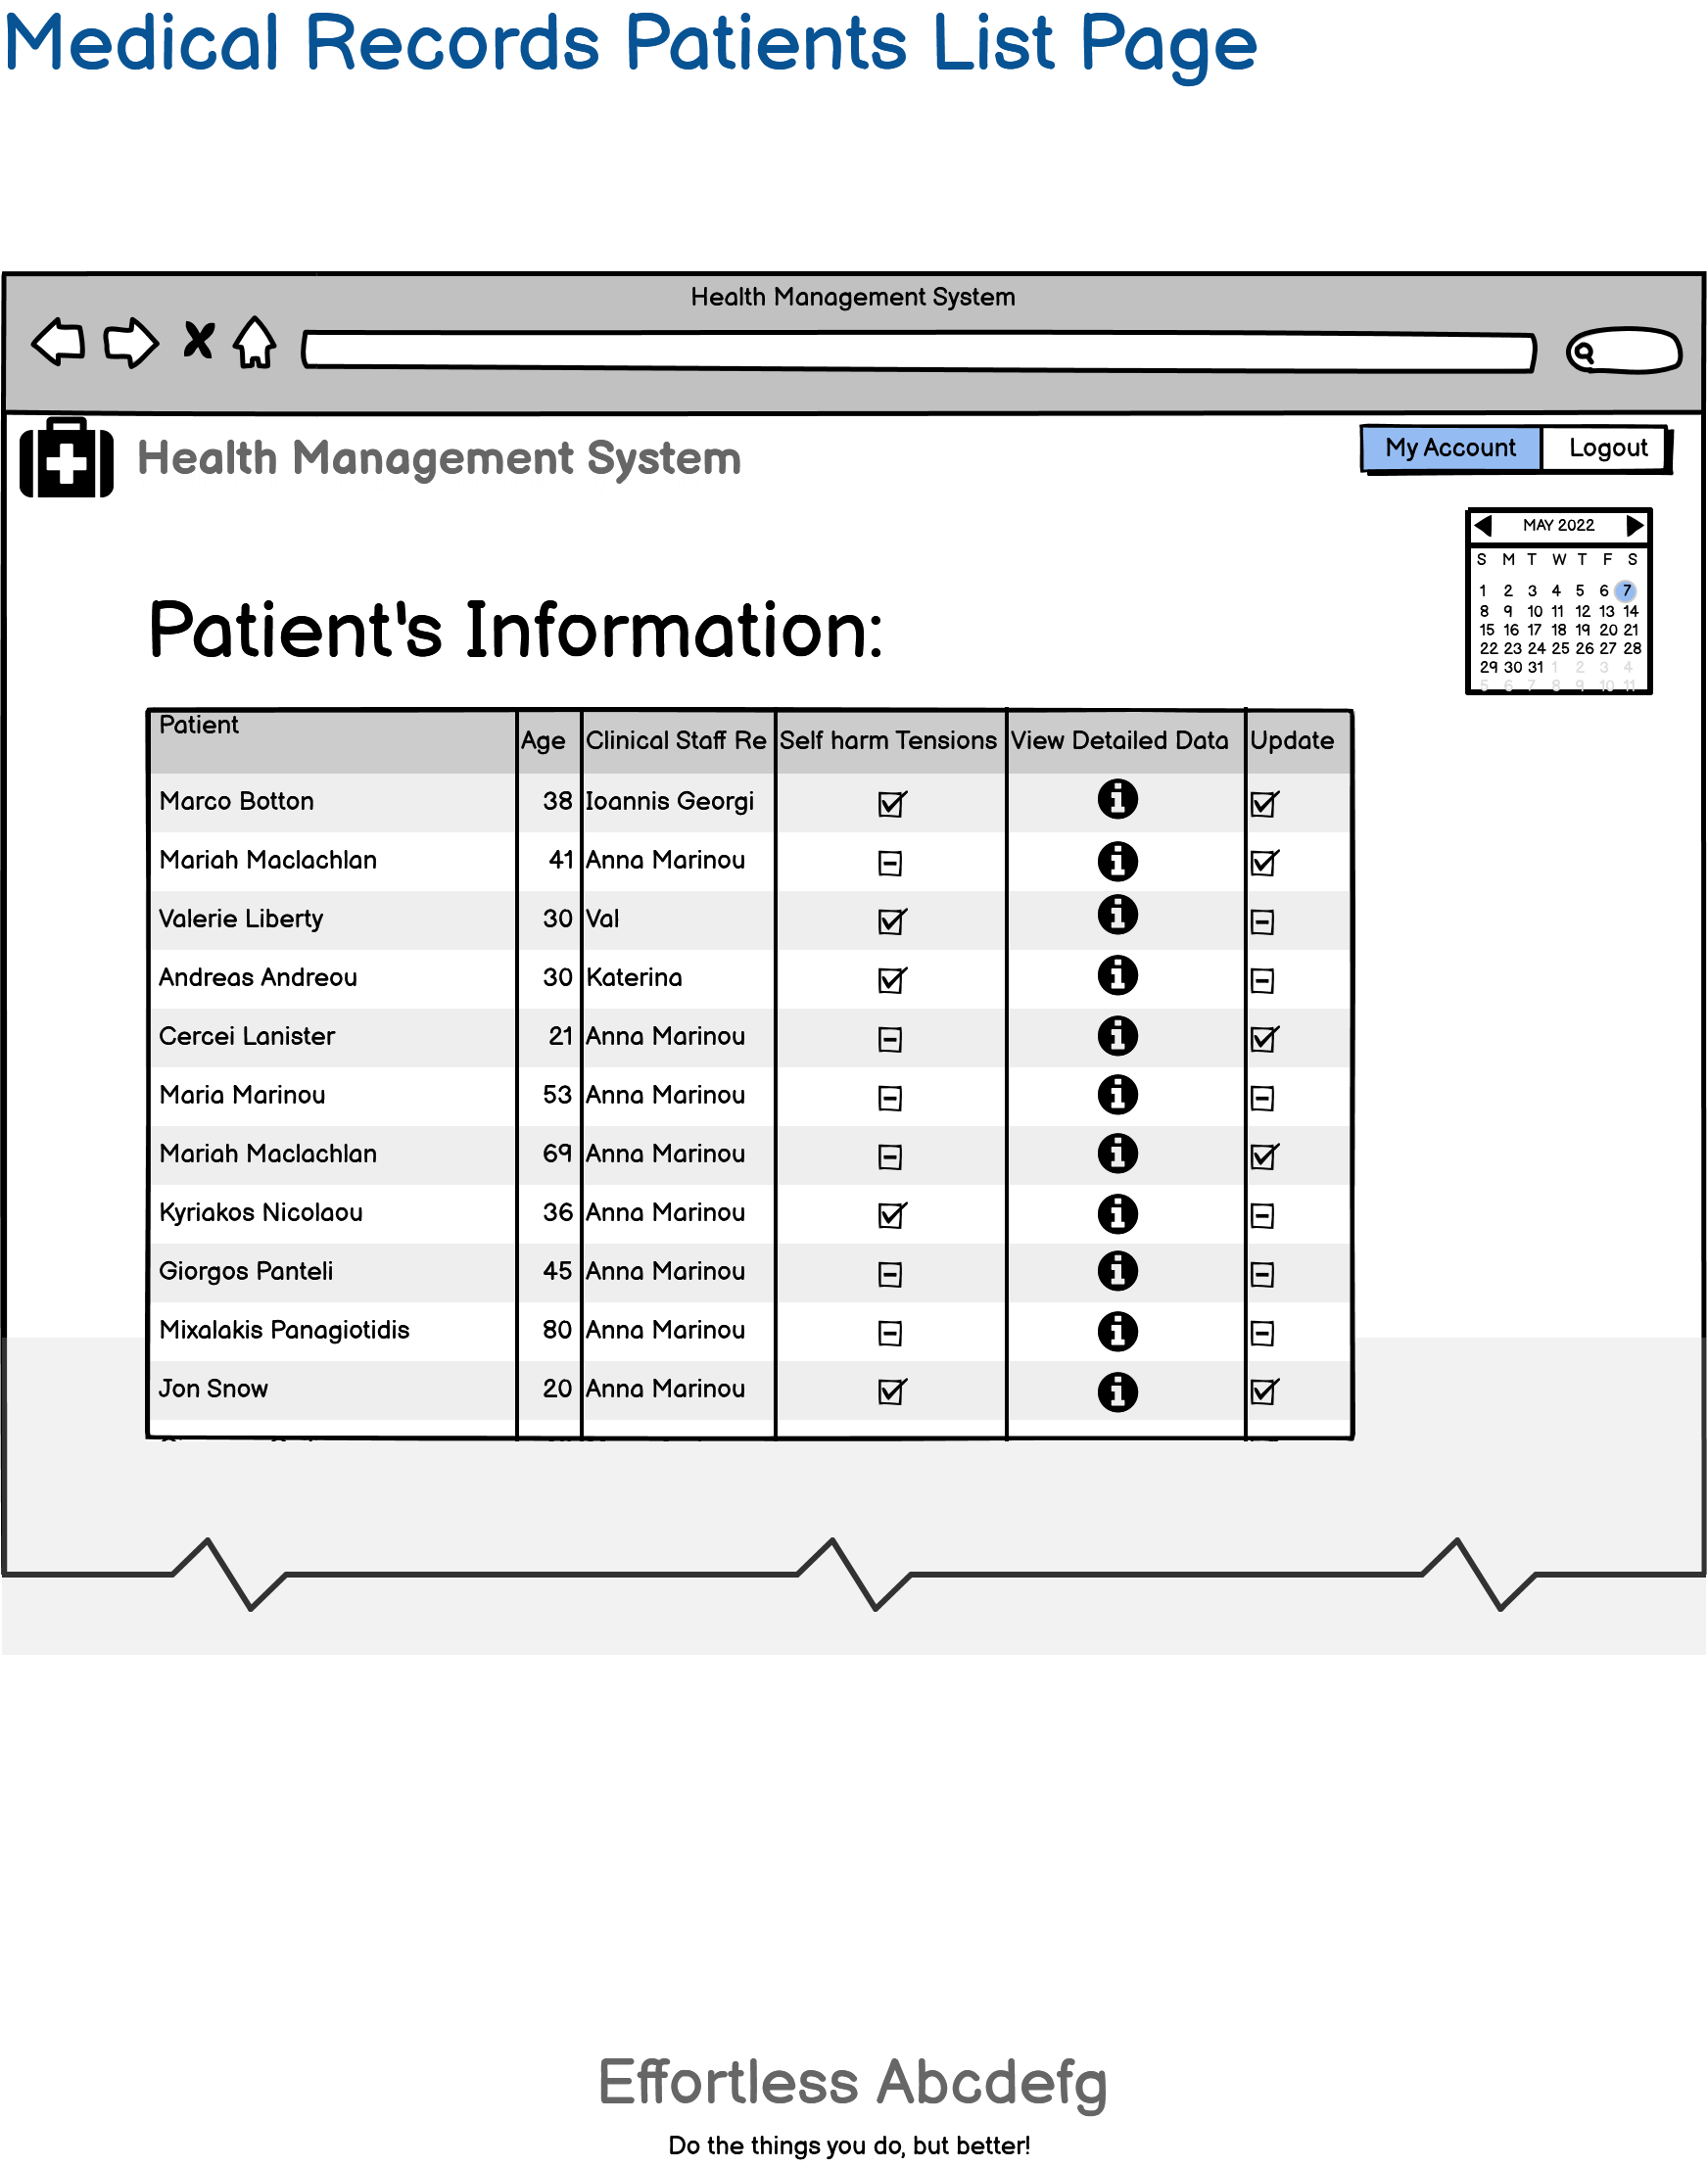 Medical Records Patients List Page
Health Management System
Health Management System
My Account Logout
MAY 2022
S M T W T F S
1 2 3 4 5 6 7
8 9 10 11 12 13 14
15 16 17 18 19 20 21
22 23 24 25 26 27 28
29 30 31 1 2 3 4
5 6 7 8 9 10 11
Patient's Information:
Patient Age Clinical Staff Re Self harm Tensions View Detailed Data Update
Marco Botton 38 Ioannis Georgi
Mariah Maclachlan 41 Anna Marinou
Valerie Liberty 30 Val
Andreas Andreou 30 Katerina
Cercei Lanister 21 Anna Marinou
Maria Marinou 53 Anna Marinou
Mariah Maclachlan 69 Anna Marinou
Kyriakos Nicolaou 36 Anna Marinou
Giorgos Panteli 45 Anna Marinou
Mixalakis Panagiotidis 80 Anna Marinou
Jon Snow 20 Anna Marinou
Effortless Abcdefg
Do the things you do, but better!